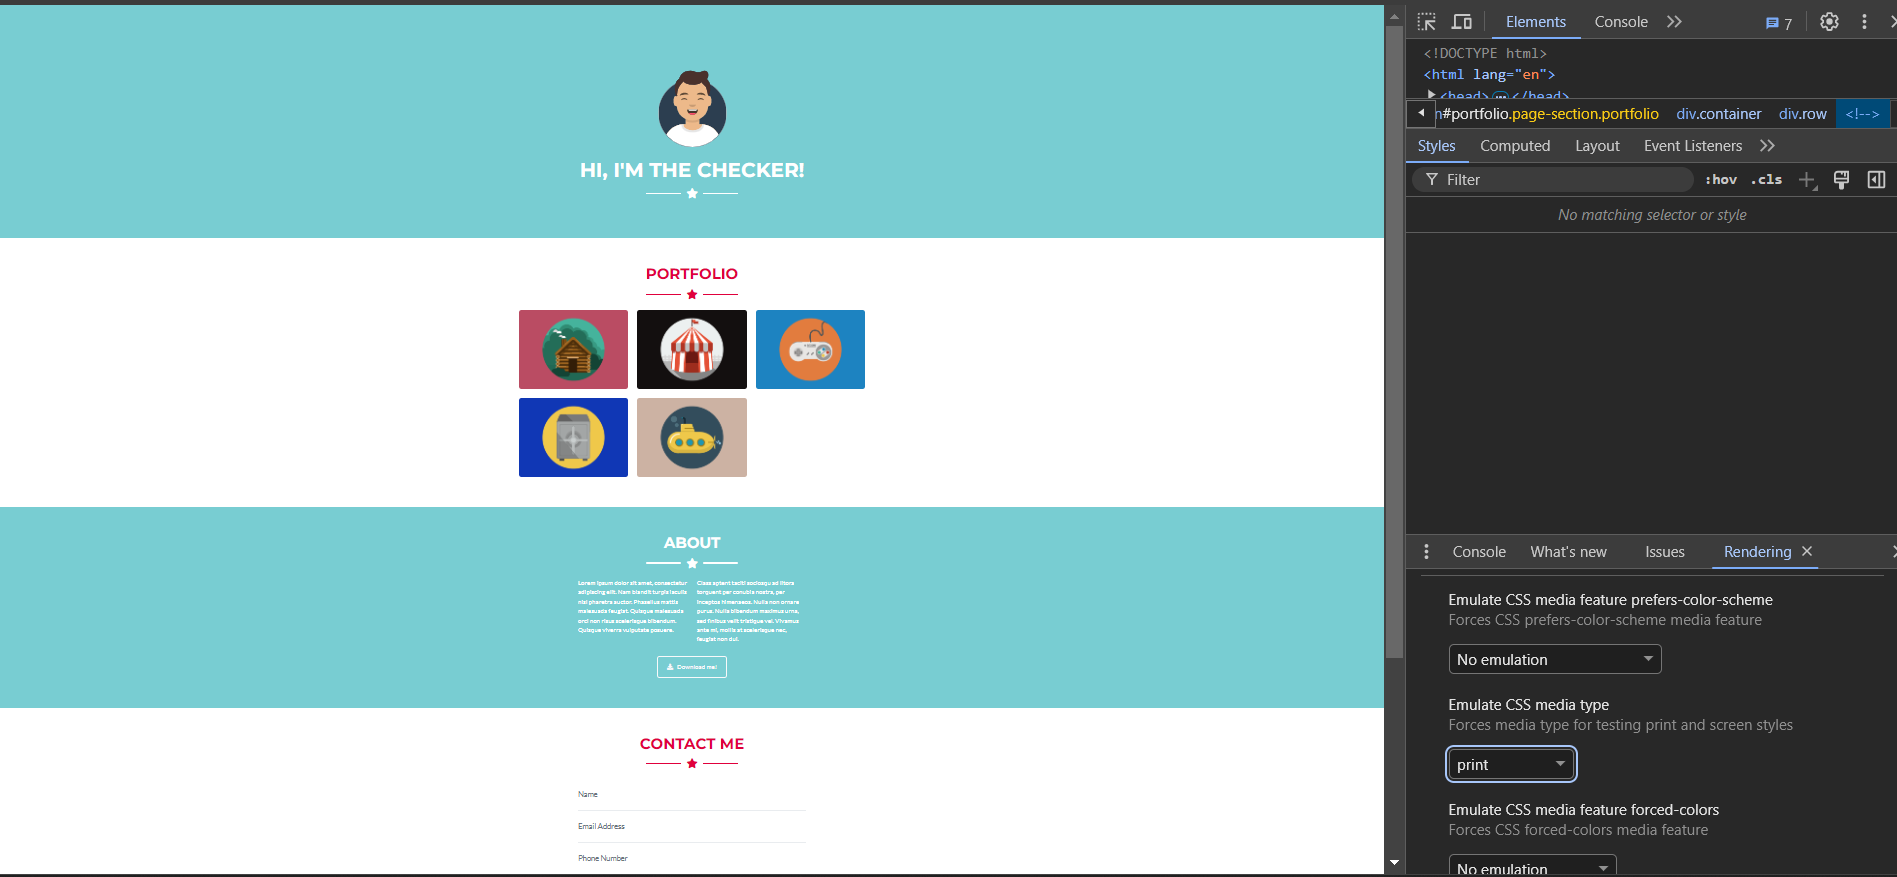 HI, I'M THE CHECKER!
PORTFOLIO
ABOUT
Lorem ipsum dolor sit amet, consectetur
adipiscing elit. Nam blandit turpis iaculis
nisl pharetra auctor. Phasellus mattis
malesuada feugiat. Quisque malesuada
orci non risus scelerisque bibendum.
Quisque viverra vulputate posuere.
Class aptent taciti sociosqu ad litora
torquent per conubia nostra, per
inceptos himenaeos. Nulla non ornare
purus. Nulla bibendum maximus urna,
sed finibus velit tristique vel. Vivamus
ante mi, mollis at scelerisque nec,
feugiat non dui.
Download me!
CONTACT ME
Name
Email Address
Phone Number
Elements Console 7
<!DOCTYPE html>
<html lang="en">
<head> … </head>
n#portfolio.page-section.portfolio div.container div.row <!-->
Styles Computed Layout Event Listeners
Filter :hov .cls
No matching selector or style
Console What's new Issues Rendering
Emulate CSS media feature prefers-color-scheme
Forces CSS prefers-color-scheme media feature
No emulation
Emulate CSS media type
Forces media type for testing print and screen styles
print
Emulate CSS media feature forced-colors
Forces CSS forced-colors media feature
No emulation